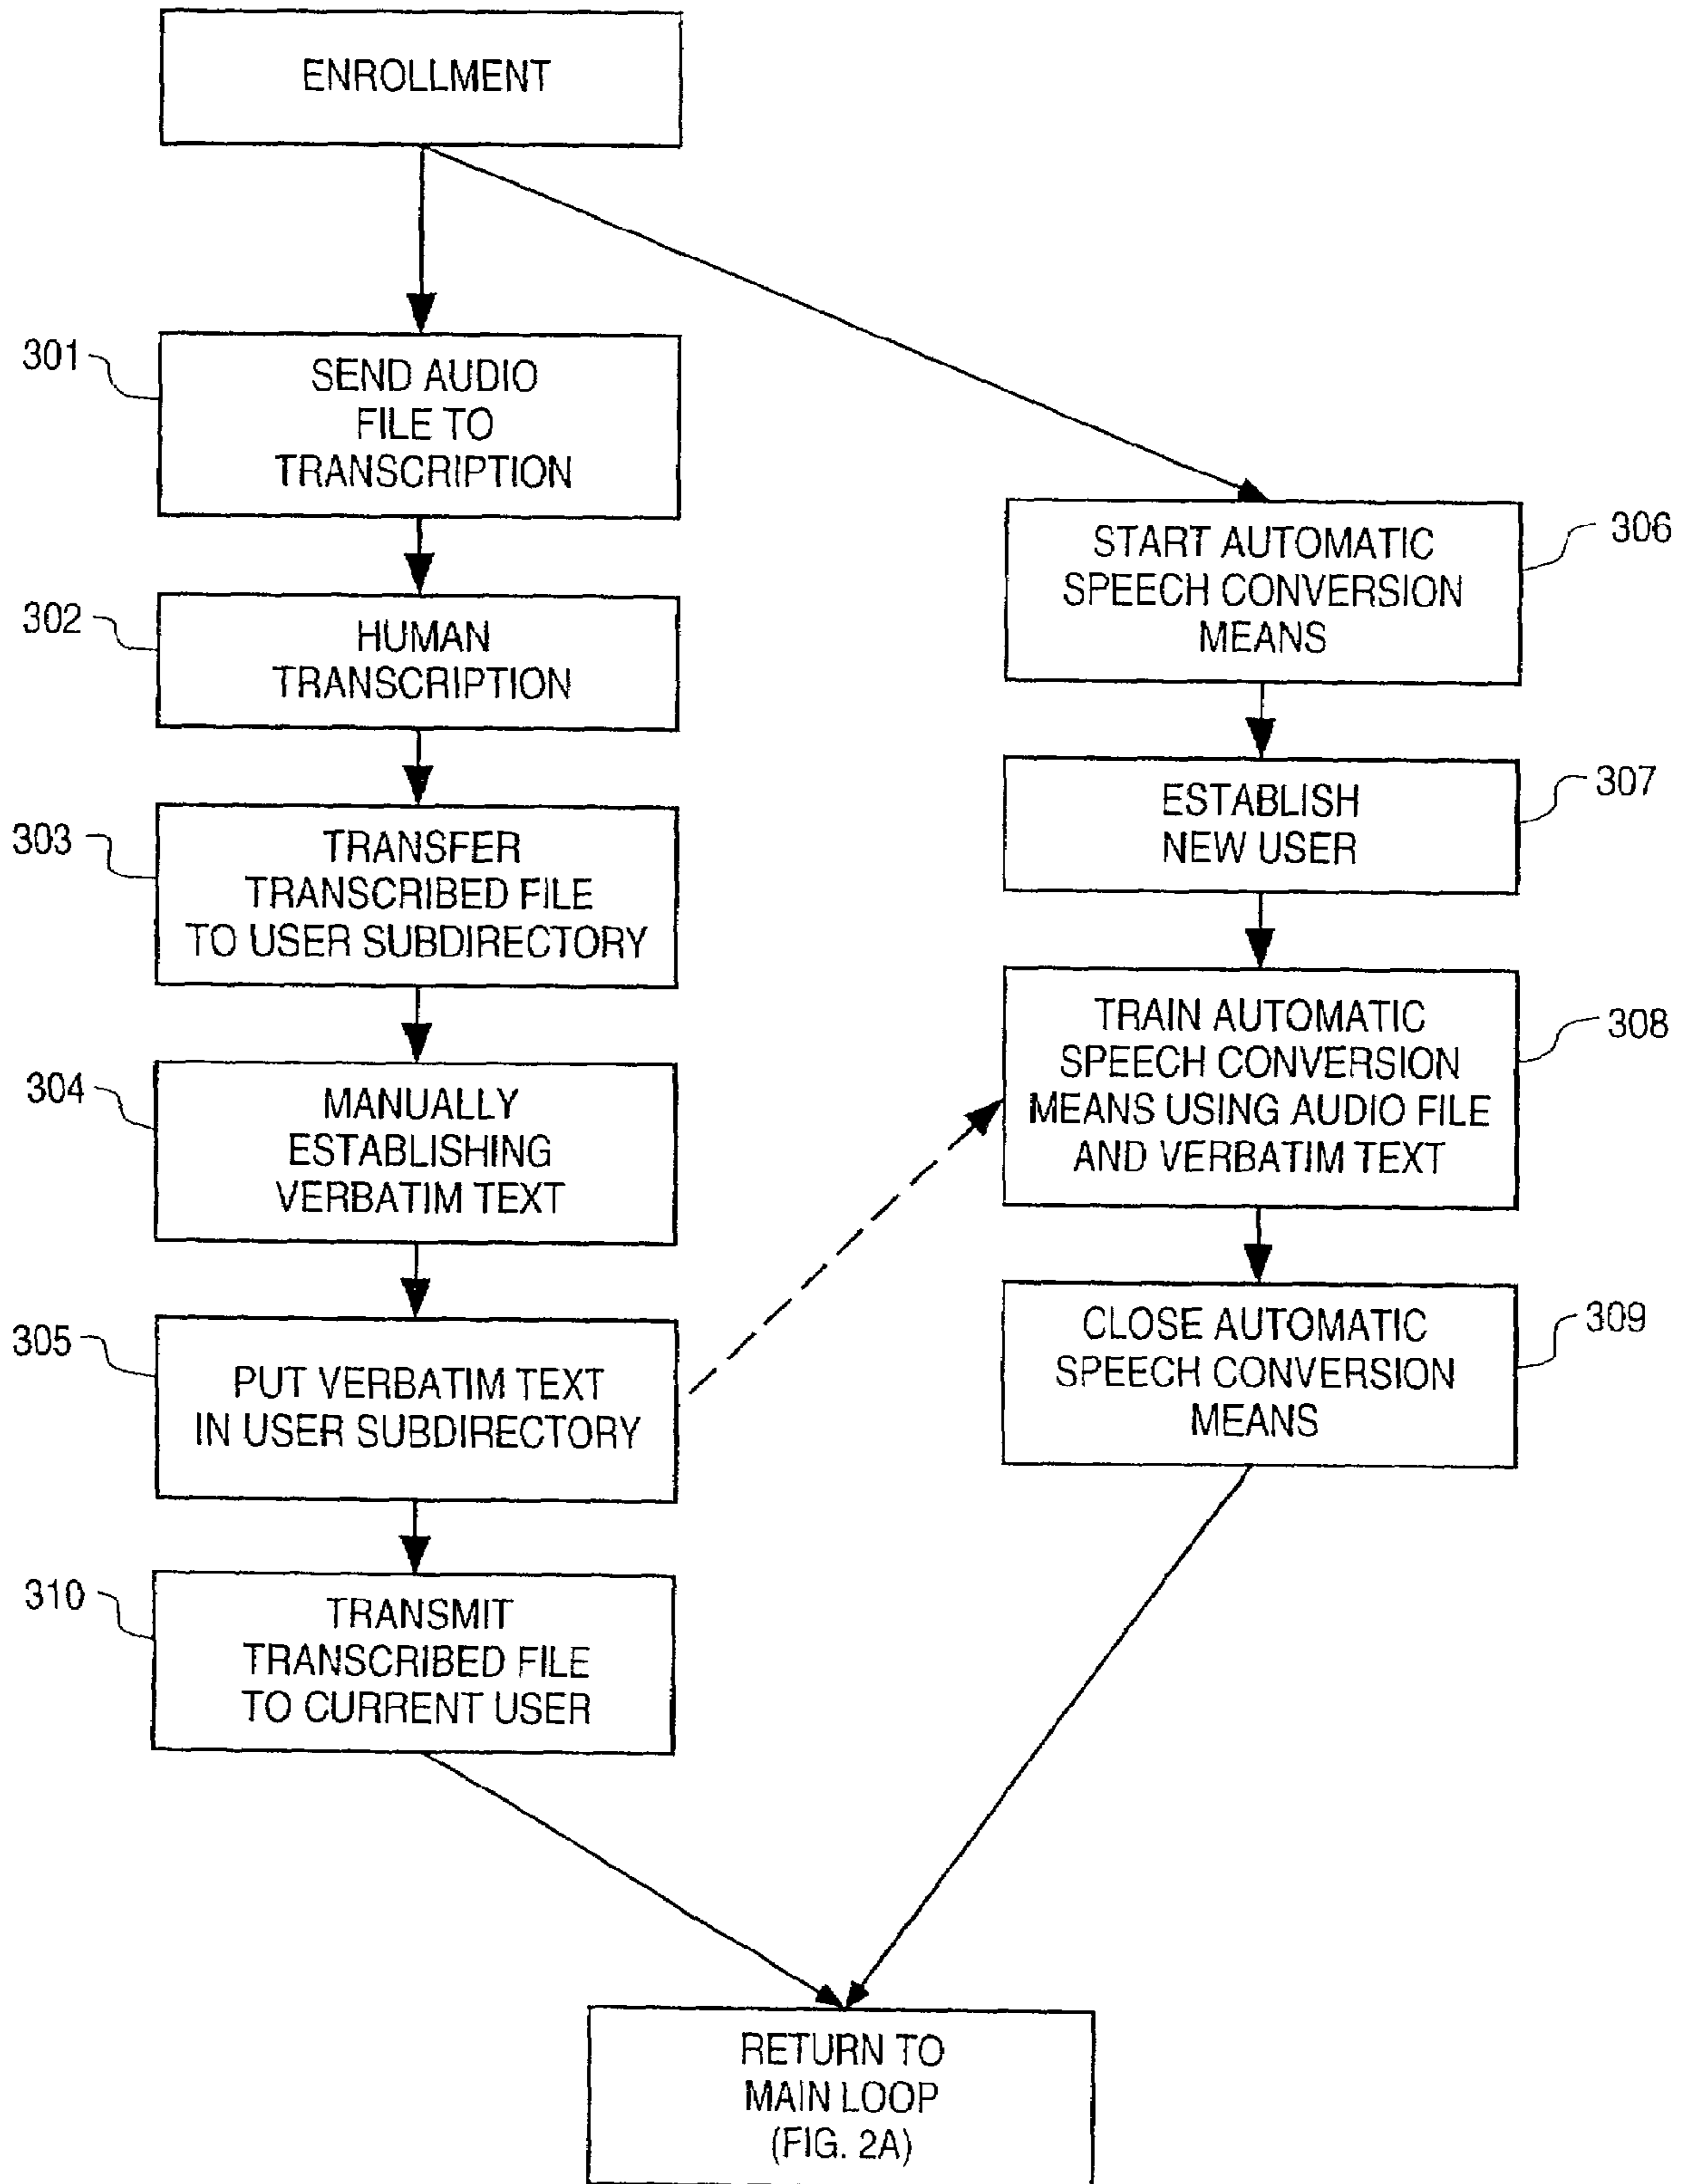 ENROLLMENT
301
SEND AUDIO
FILE TO
TRANSCRIPTION
302
HUMAN
TRANSCRIPTION
303
TRANSFER
TRANSCRIBED FILE
TO USER SUBDIRECTORY
304
MANUALLY
ESTABLISHING
VERBATIM TEXT
305
PUT VERBATIM TEXT
IN USER SUBDIRECTORY
310
TRANSMIT
TRANSCRIBED FILE
TO CURRENT USER
306
START AUTOMATIC
SPEECH CONVERSION
MEANS
307
ESTABLISH
NEW USER
308
TRAIN AUTOMATIC
SPEECH CONVERSION
MEANS USING AUDIO FILE
AND VERBATIM TEXT
309
CLOSE AUTOMATIC
SPEECH CONVERSION
MEANS
RETURN TO
MAIN LOOP
(FIG. 2A)